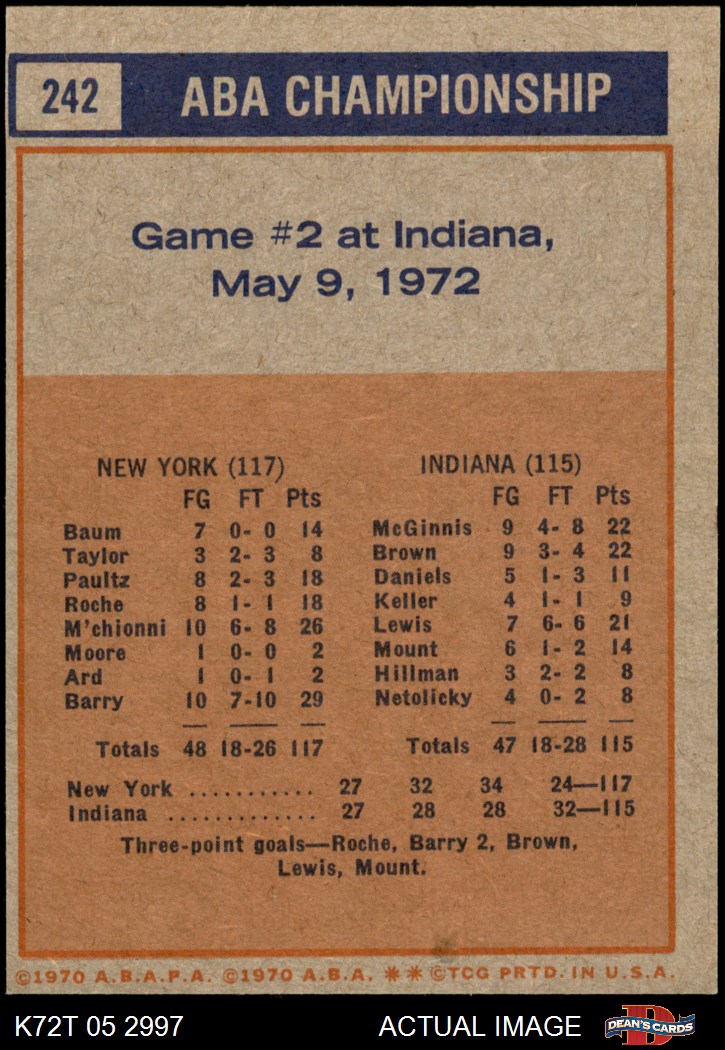 242 ABA CHAMPIONSHIP
Game #2 at Indiana,
May 9, 1972
NEW YORK (117)
FG FT Pts
Baum 7 0- 0 14
Taylor 3 2- 3 8
Paultz 8 2- 3 18
Roche 8 1- 1 18
M'chionni 10 6- 8 26
Moore 1 0- 0 2
Ard 1 0- 1 2
Barry 10 7-10 29
Totals 48 18-26 117
INDIANA (115)
FG FT Pts
McGinnis 9 4- 8 22
Brown 9 3- 4 22
Daniels 5 1- 3 11
Keller 4 1- 1 9
Lewis 7 6- 6 21
Mount 6 1- 2 14
Hillman 3 2- 2 8
Netolicky 4 0- 2 8
Totals 47 18-28 115
New York ........... 27 32 34 24—117
Indiana ............. 27 28 28 32—115
Three-point goals—Roche, Barry 2, Brown,
Lewis, Mount.
©1970 A.B.A.P.A. ©1970 A.B.A. ** ©TCG PRTD. IN U.S.A.
K72T 05 2997 ACTUAL IMAGE DEAN'S CARDS